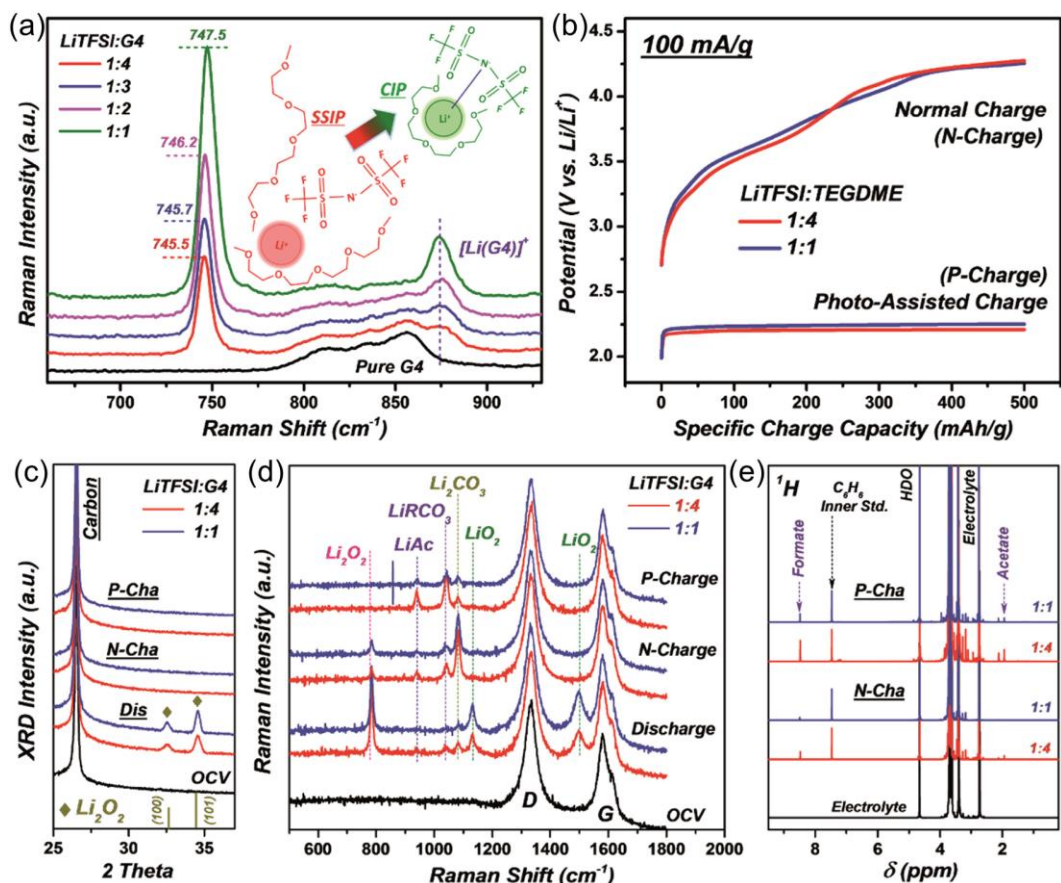 (a)
LiTFSI:G4
1:4
1:3
1:2
1:1
747.5
746.2
745.7
745.5
SSIP
CIP
Li⁺
Li⁺
[Li(G4)]⁺
Pure G4
Raman Intensity (a.u.)
700 750 800 850 900
Raman Shift (cm⁻¹)
(b)
100 mA/g
Normal Charge
(N-Charge)
LiTFSI:TEGDME
1:4
1:1
(P-Charge)
Photo-Assisted Charge
Potential (V vs. Li/Li⁺)
4.5
4.0
3.5
3.0
2.5
2.0
0 100 200 300 400 500
Specific Charge Capacity (mAh/g)
(c)
LiTFSI:G4
1:4
1:1
Carbon
P-Cha
N-Cha
Dis
OCV
Li₂O₂
(100)
(101)
XRD Intensity (a.u.)
25 30 35
2 Theta
(d)
LiTFSI:G4
1:4
1:1
Li₂O₂
LiRCO₃
LiAc
Li₂CO₃
LiO₂
LiO₂
P-Charge
N-Charge
Discharge
D
G
OCV
Raman Intensity (a.u.)
600 800 1000 1200 1400 1600 1800 2000
Raman Shift (cm⁻¹)
(e)
¹H
Formate
C₆H₆
Inner Std.
HDO
Electrolyte
Acetate
P-Cha
1:1
1:4
N-Cha
1:1
1:4
Electrolyte
8 6 4 2
δ (ppm)